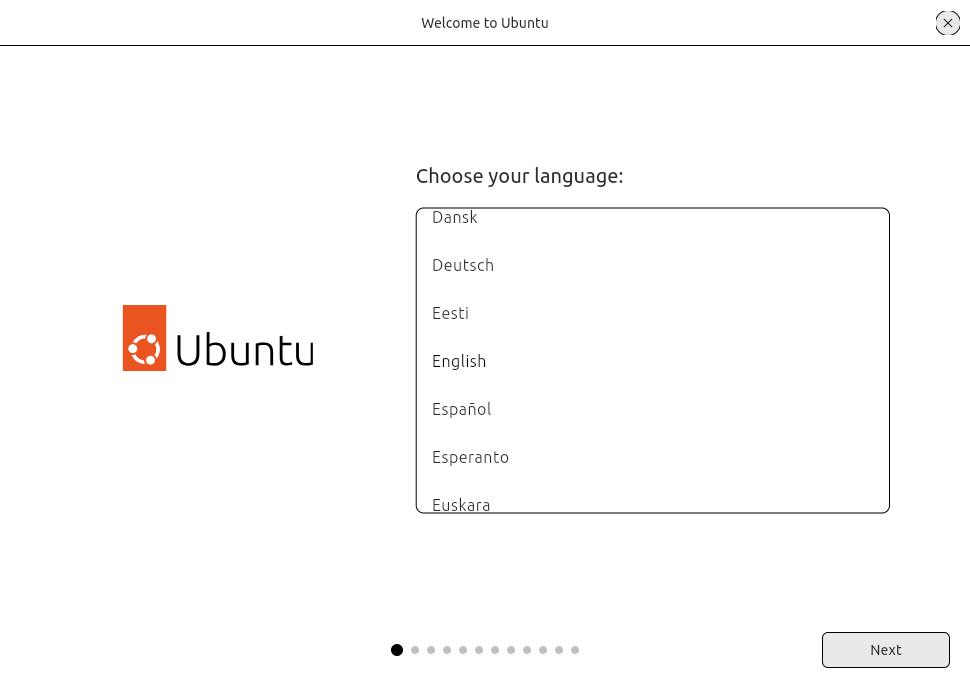 Welcome to Ubuntu
Choose your language:
Dansk
Deutsch
Eesti
English
Español
Esperanto
Euskara
Ubuntu
Next